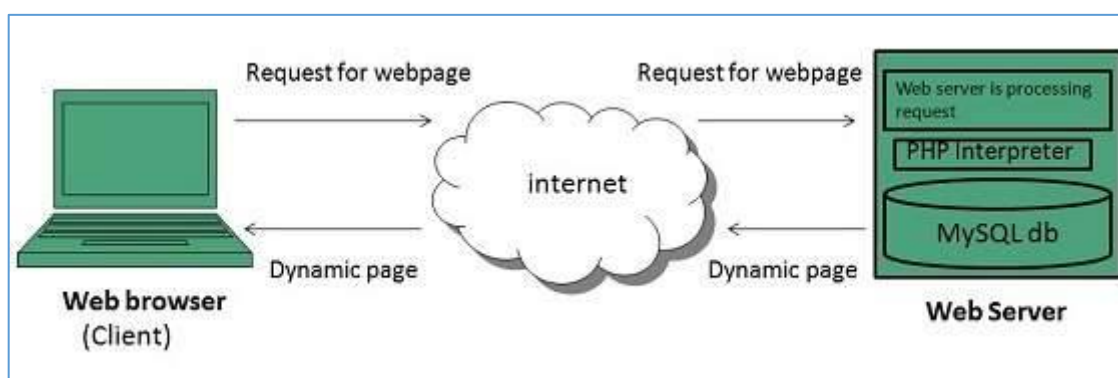 Request for webpage
Request for webpage
Web server is processing
request
PHP Interpreter
internet
MySQL db
Dynamic page
Dynamic page
Web browser
(Client)
Web Server